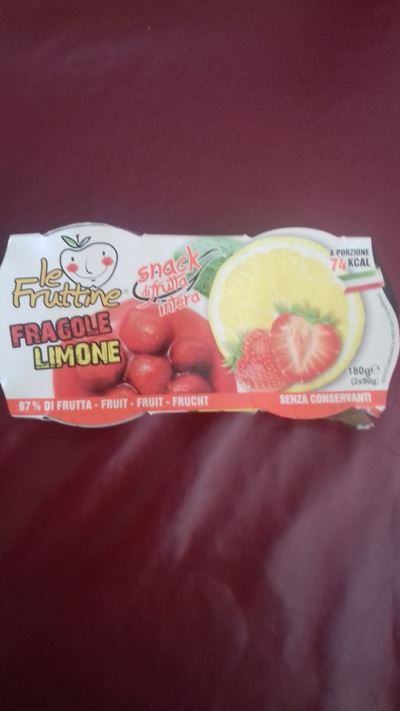 le
Fruttine
FRAGOLE
LIMONE
snack
di frutta
intera
A PORZIONE
74 KCAL
180g℮
(2x90g)
97% DI FRUTTA - FRUIT - FRUIT - FRUCHT
SENZA CONSERVANTI